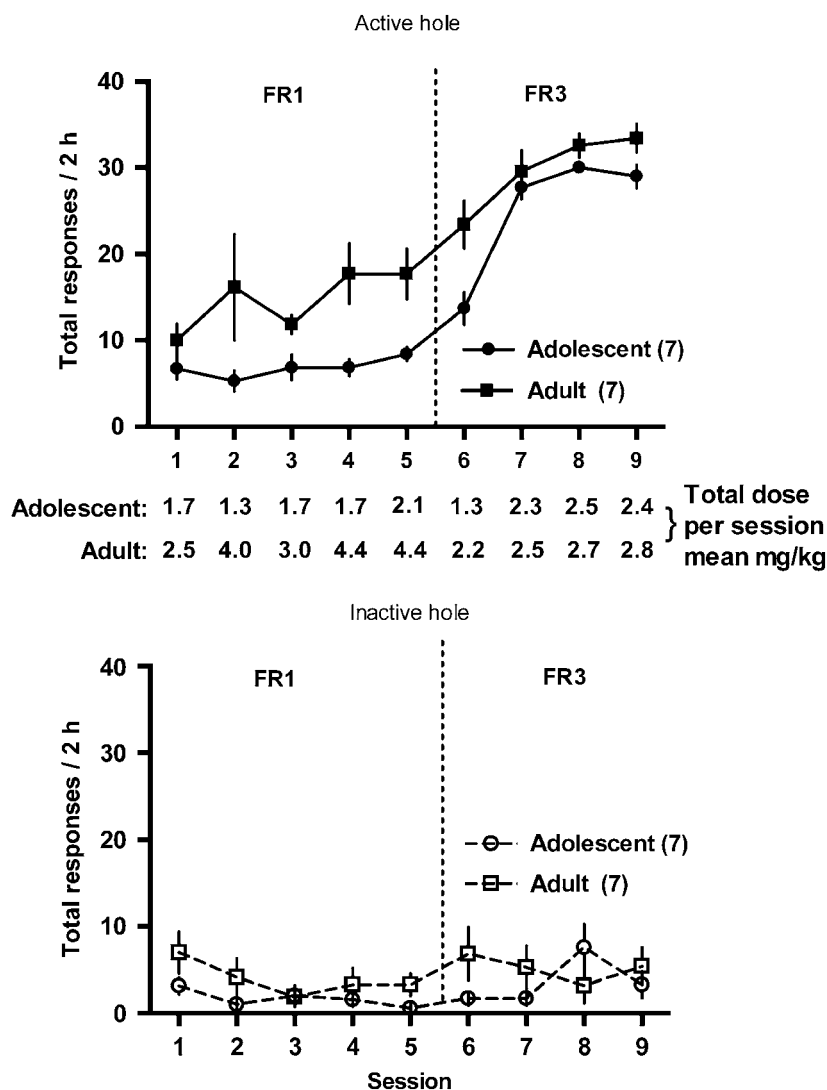 Active hole
40
30
20
10
0
Total responses / 2 h
FR1
FR3
Adolescent (7)
Adult (7)
1 2 3 4 5 6 7 8 9
Adolescent: 1.7 1.3 1.7 1.7 2.1 1.3 2.3 2.5 2.4
Adult: 2.5 4.0 3.0 4.4 4.4 2.2 2.5 2.7 2.8
} Total dose
per session
mean mg/kg
Inactive hole
40
30
20
10
0
Total responses / 2 h
FR1
FR3
Adolescent (7)
Adult (7)
1 2 3 4 5 6 7 8 9
Session